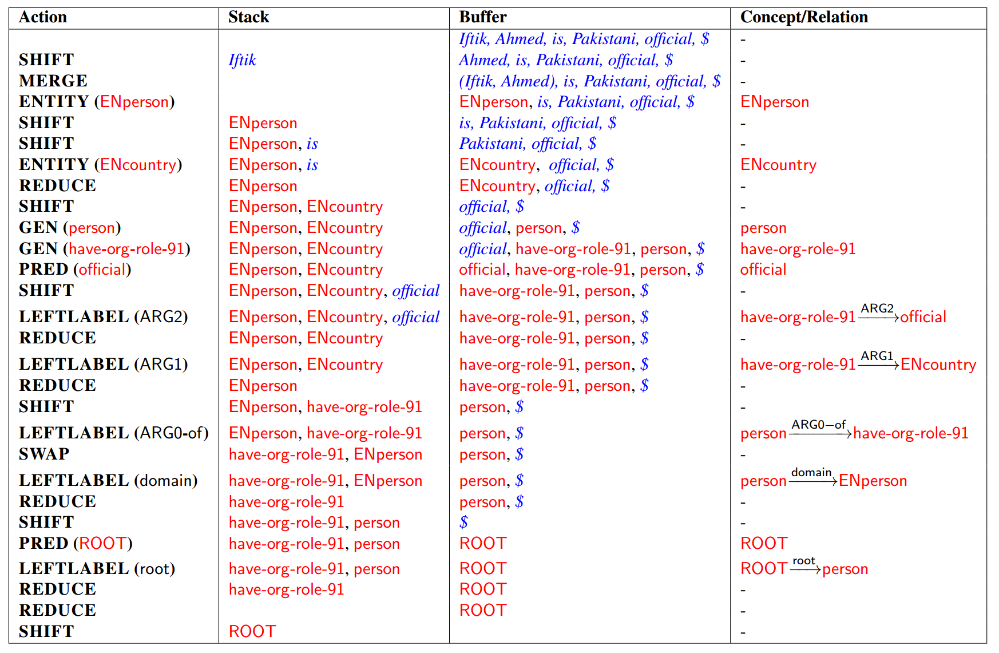 Action Stack Buffer Concept/Relation
Iftik, Ahmed, is, Pakistani, official, $ -
SHIFT Iftik Ahmed, is, Pakistani, official, $ -
MERGE (Iftik, Ahmed), is, Pakistani, official, $ -
ENTITY (ENperson) ENperson, is, Pakistani, official, $ ENperson
SHIFT ENperson is, Pakistani, official, $ -
SHIFT ENperson, is Pakistani, official, $ -
ENTITY (ENcountry) ENperson, is ENcountry, official, $ ENcountry
REDUCE ENperson ENcountry, official, $ -
SHIFT ENperson, ENcountry official, $ -
GEN (person) ENperson, ENcountry official, person, $ person
GEN (have-org-role-91) ENperson, ENcountry official, have-org-role-91, person, $ have-org-role-91
PRED (official) ENperson, ENcountry official, have-org-role-91, person, $ official
SHIFT ENperson, ENcountry, official have-org-role-91, person, $ -
LEFTLABEL (ARG2) ENperson, ENcountry, official have-org-role-91, person, $ have-org-role-91 ARG2→ official
REDUCE ENperson, ENcountry have-org-role-91, person, $ -
LEFTLABEL (ARG1) ENperson, ENcountry have-org-role-91, person, $ have-org-role-91 ARG1→ ENcountry
REDUCE ENperson have-org-role-91, person, $ -
SHIFT ENperson, have-org-role-91 person, $ -
LEFTLABEL (ARG0-of) ENperson, have-org-role-91 person, $ person ARG0−of→ have-org-role-91
SWAP have-org-role-91, ENperson person, $ -
LEFTLABEL (domain) have-org-role-91, ENperson person, $ person domain→ ENperson
REDUCE have-org-role-91 person, $ -
SHIFT have-org-role-91, person $ -
PRED (ROOT) have-org-role-91, person ROOT ROOT
LEFTLABEL (root) have-org-role-91, person ROOT ROOT root→ person
REDUCE have-org-role-91 ROOT -
REDUCE ROOT -
SHIFT ROOT -